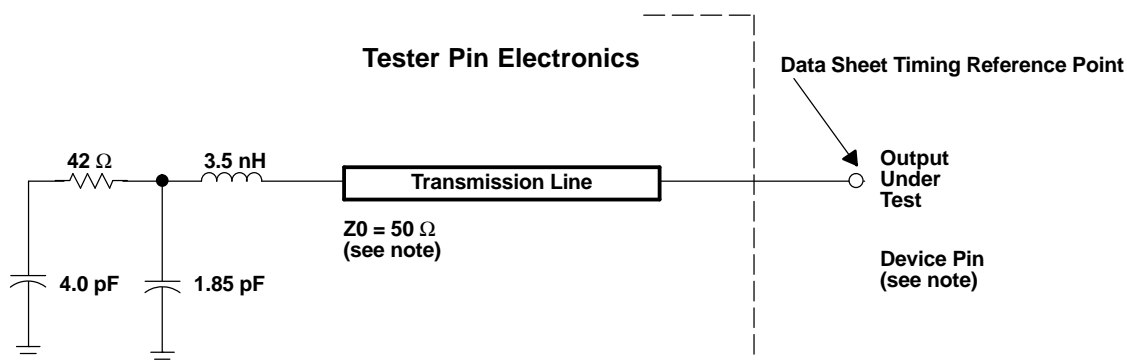 Tester Pin Electronics
Data Sheet Timing Reference Point
42 Ω
3.5 nH
Transmission Line
Output
Under
Test
Z0 = 50 Ω
(see note)
Device Pin
(see note)
4.0 pF
1.85 pF